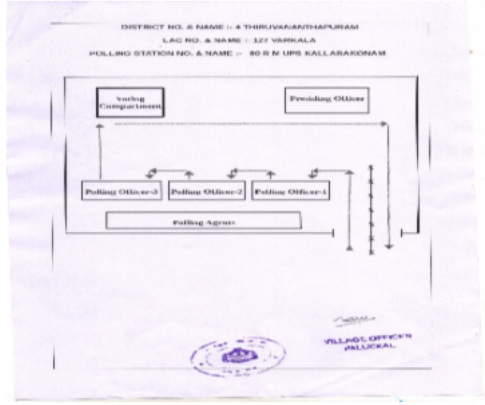 DISTRICT NO. & NAME :- 4 THIRUVANANTHAPURAM
LAC NO. & NAME :- 127 VARKALA
POLLING STATION NO. & NAME :- 80 R M UPS KALLARAKONAM
Voting
Compartment
Presiding Officer
Polling Officer-3
Polling Officer-2
Polling Officer-1
Polling Agents
VILLAGE OFFICER